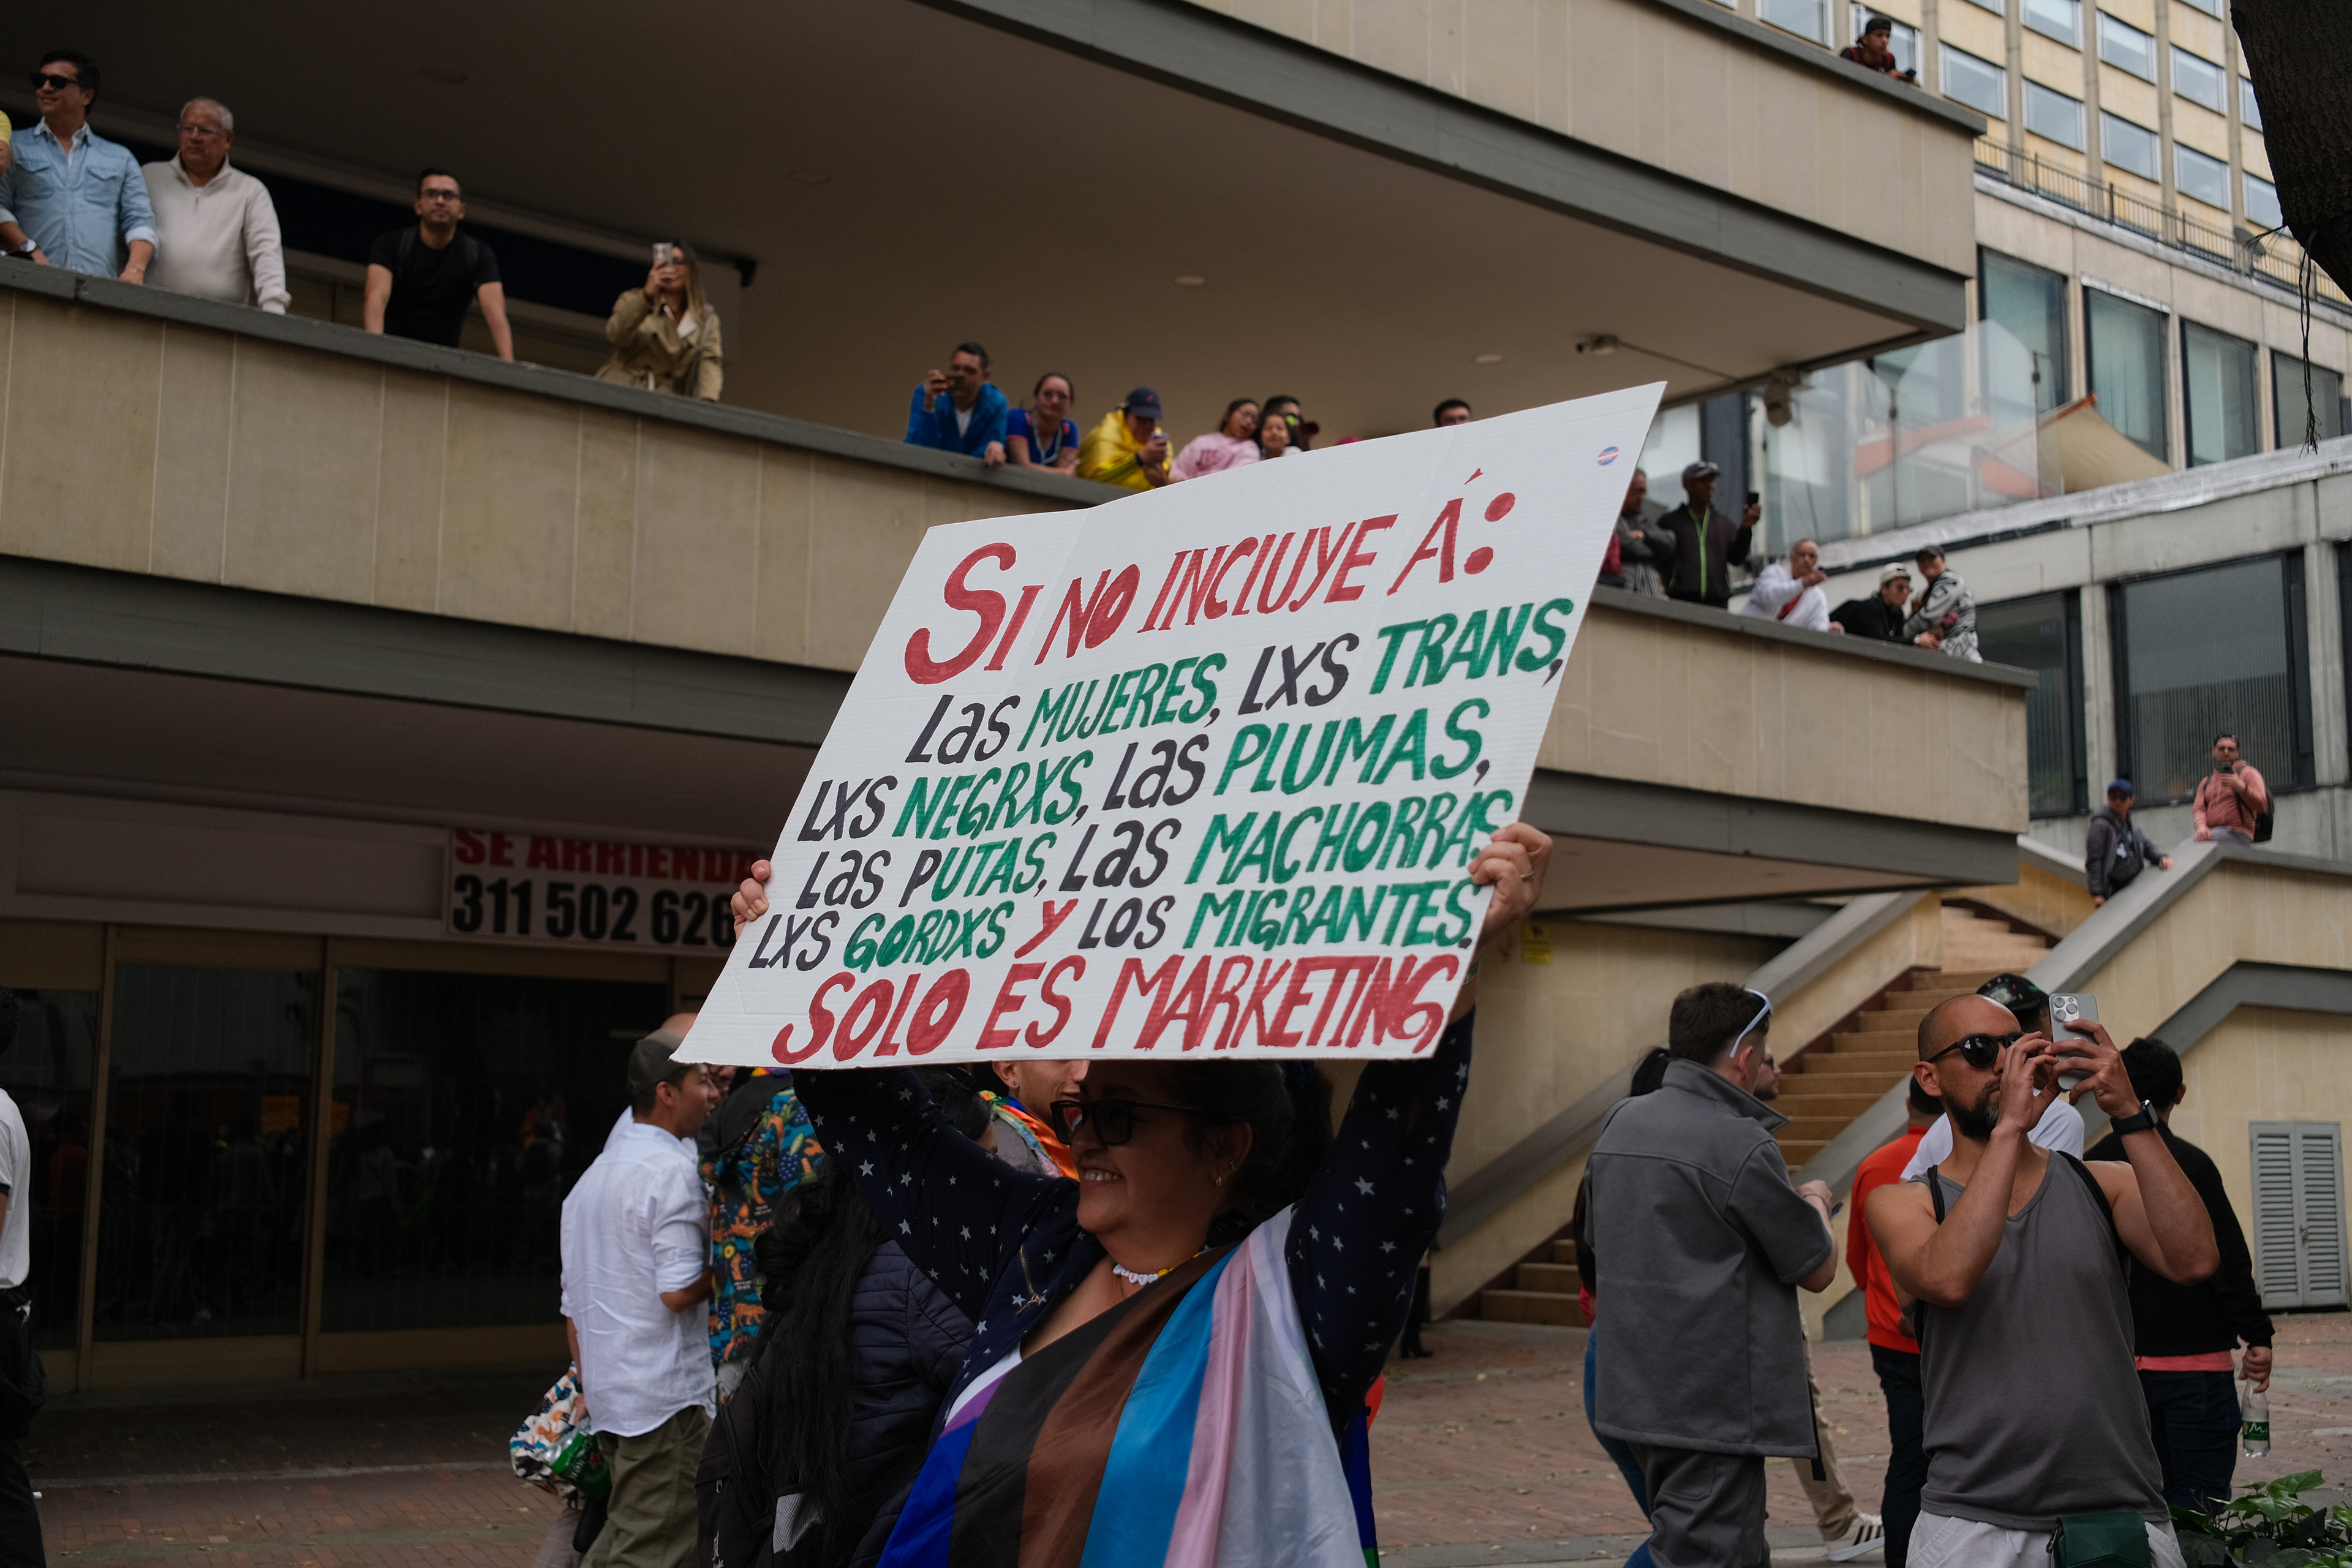 SI NO INCLUYE Á:
Las MUJERES, LXS TRANS,
LXS NEGRXS, Las PLUMAS,
Las PUTAS, Las MACHORRAS
LXS GORDXS Y LOS MIGRANTES.
SOLO ES MARKETING
SE ARRIENDA
311 502 626